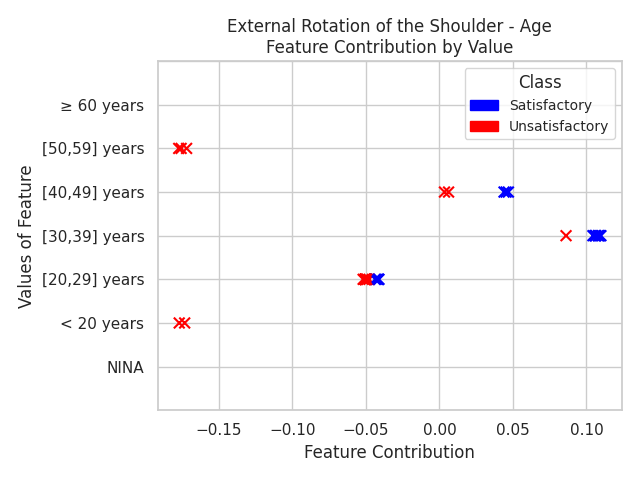 External Rotation of the Shoulder - Age
Feature Contribution by Value
Class
Satisfactory
Unsatisfactory
Values of Feature
≥ 60 years
[50,59] years
[40,49] years
[30,39] years
[20,29] years
< 20 years
NINA
−0.15 −0.10 −0.05 0.00 0.05 0.10
Feature Contribution